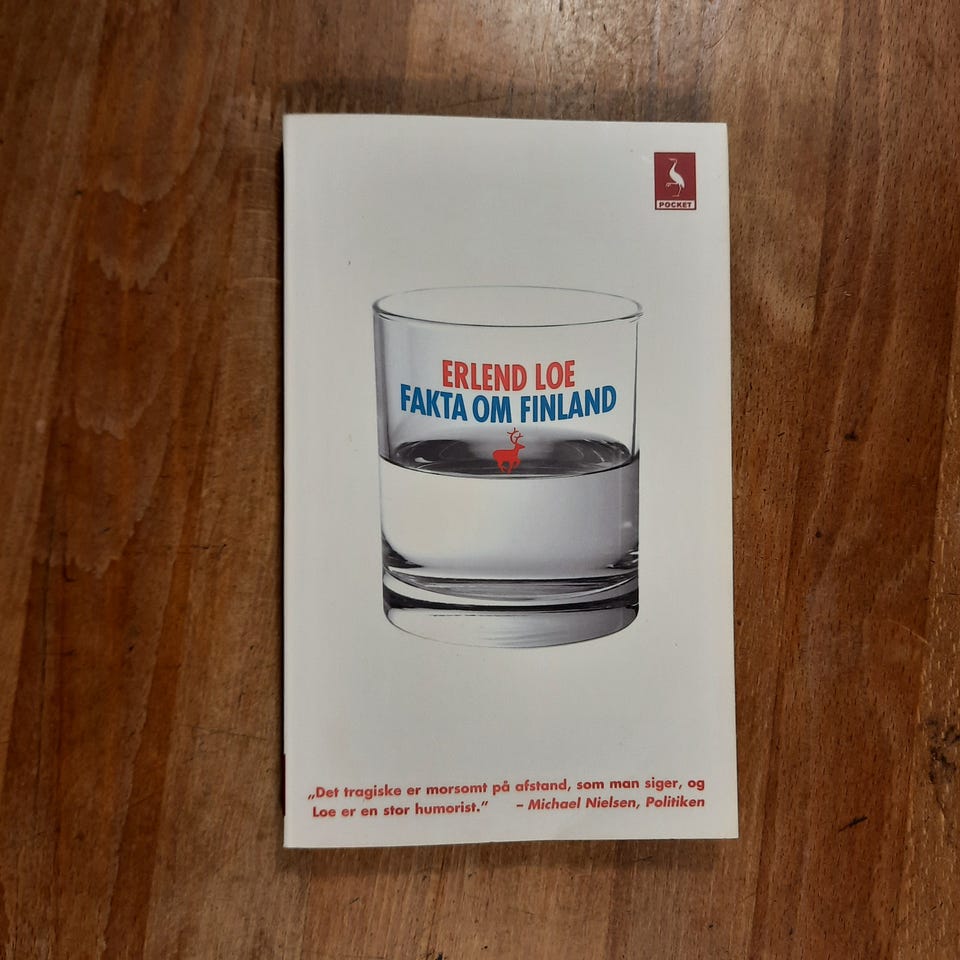 POCKET
ERLEND LOE
FAKTA OM FINLAND
„Det tragiske er morsomt på afstand, som man siger, og
Loe er en stor humorist.” – Michael Nielsen, Politiken